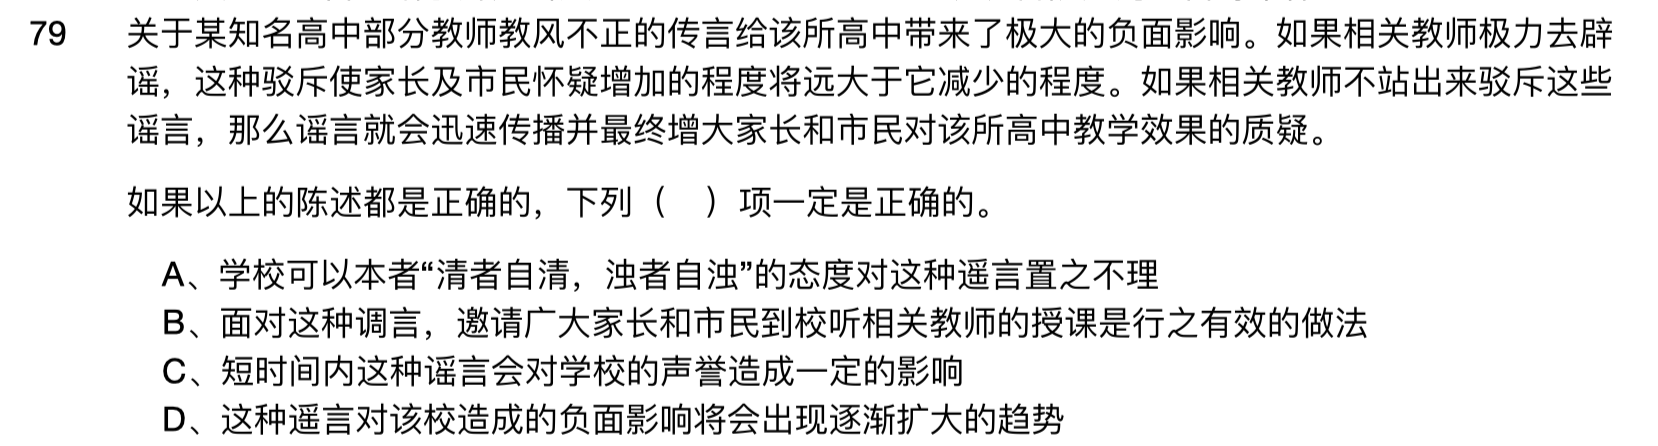 79 关于某知名高中部分教师教风不正的传言给该所高中带来了极大的负面影响。如果相关教师极力去辟
谣，这种驳斥使家长及市民怀疑增加的程度将远大于它减少的程度。如果相关教师不站出来驳斥这些
谣言，那么谣言就会迅速传播并最终增大家长和市民对该所高中教学效果的质疑。
如果以上的陈述都是正确的，下列（ ）项一定是正确的。
A、学校可以本者“清者自清，浊者自浊”的态度对这种遥言置之不理
B、面对这种调言，邀请广大家长和市民到校听相关教师的授课是行之有效的做法
C、短时间内这种谣言会对学校的声誉造成一定的影响
D、这种遥言对该校造成的负面影响将会出现逐渐扩大的趋势